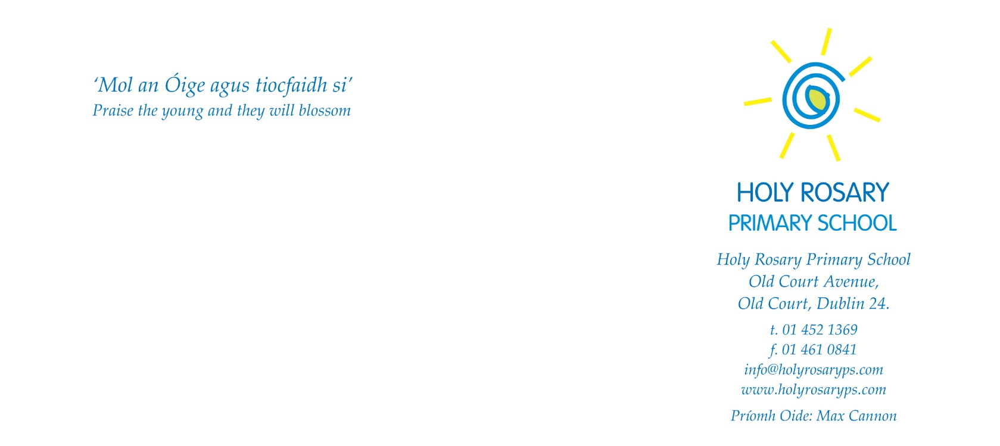 ‘Mol an Óige agus tiocfaidh si’
Praise the young and they will blossom
HOLY ROSARY
PRIMARY SCHOOL
Holy Rosary Primary School
Old Court Avenue,
Old Court, Dublin 24.
t. 01 452 1369
f. 01 461 0841
info@holyrosaryps.com
www.holyrosaryps.com
Príomh Oide: Max Cannon